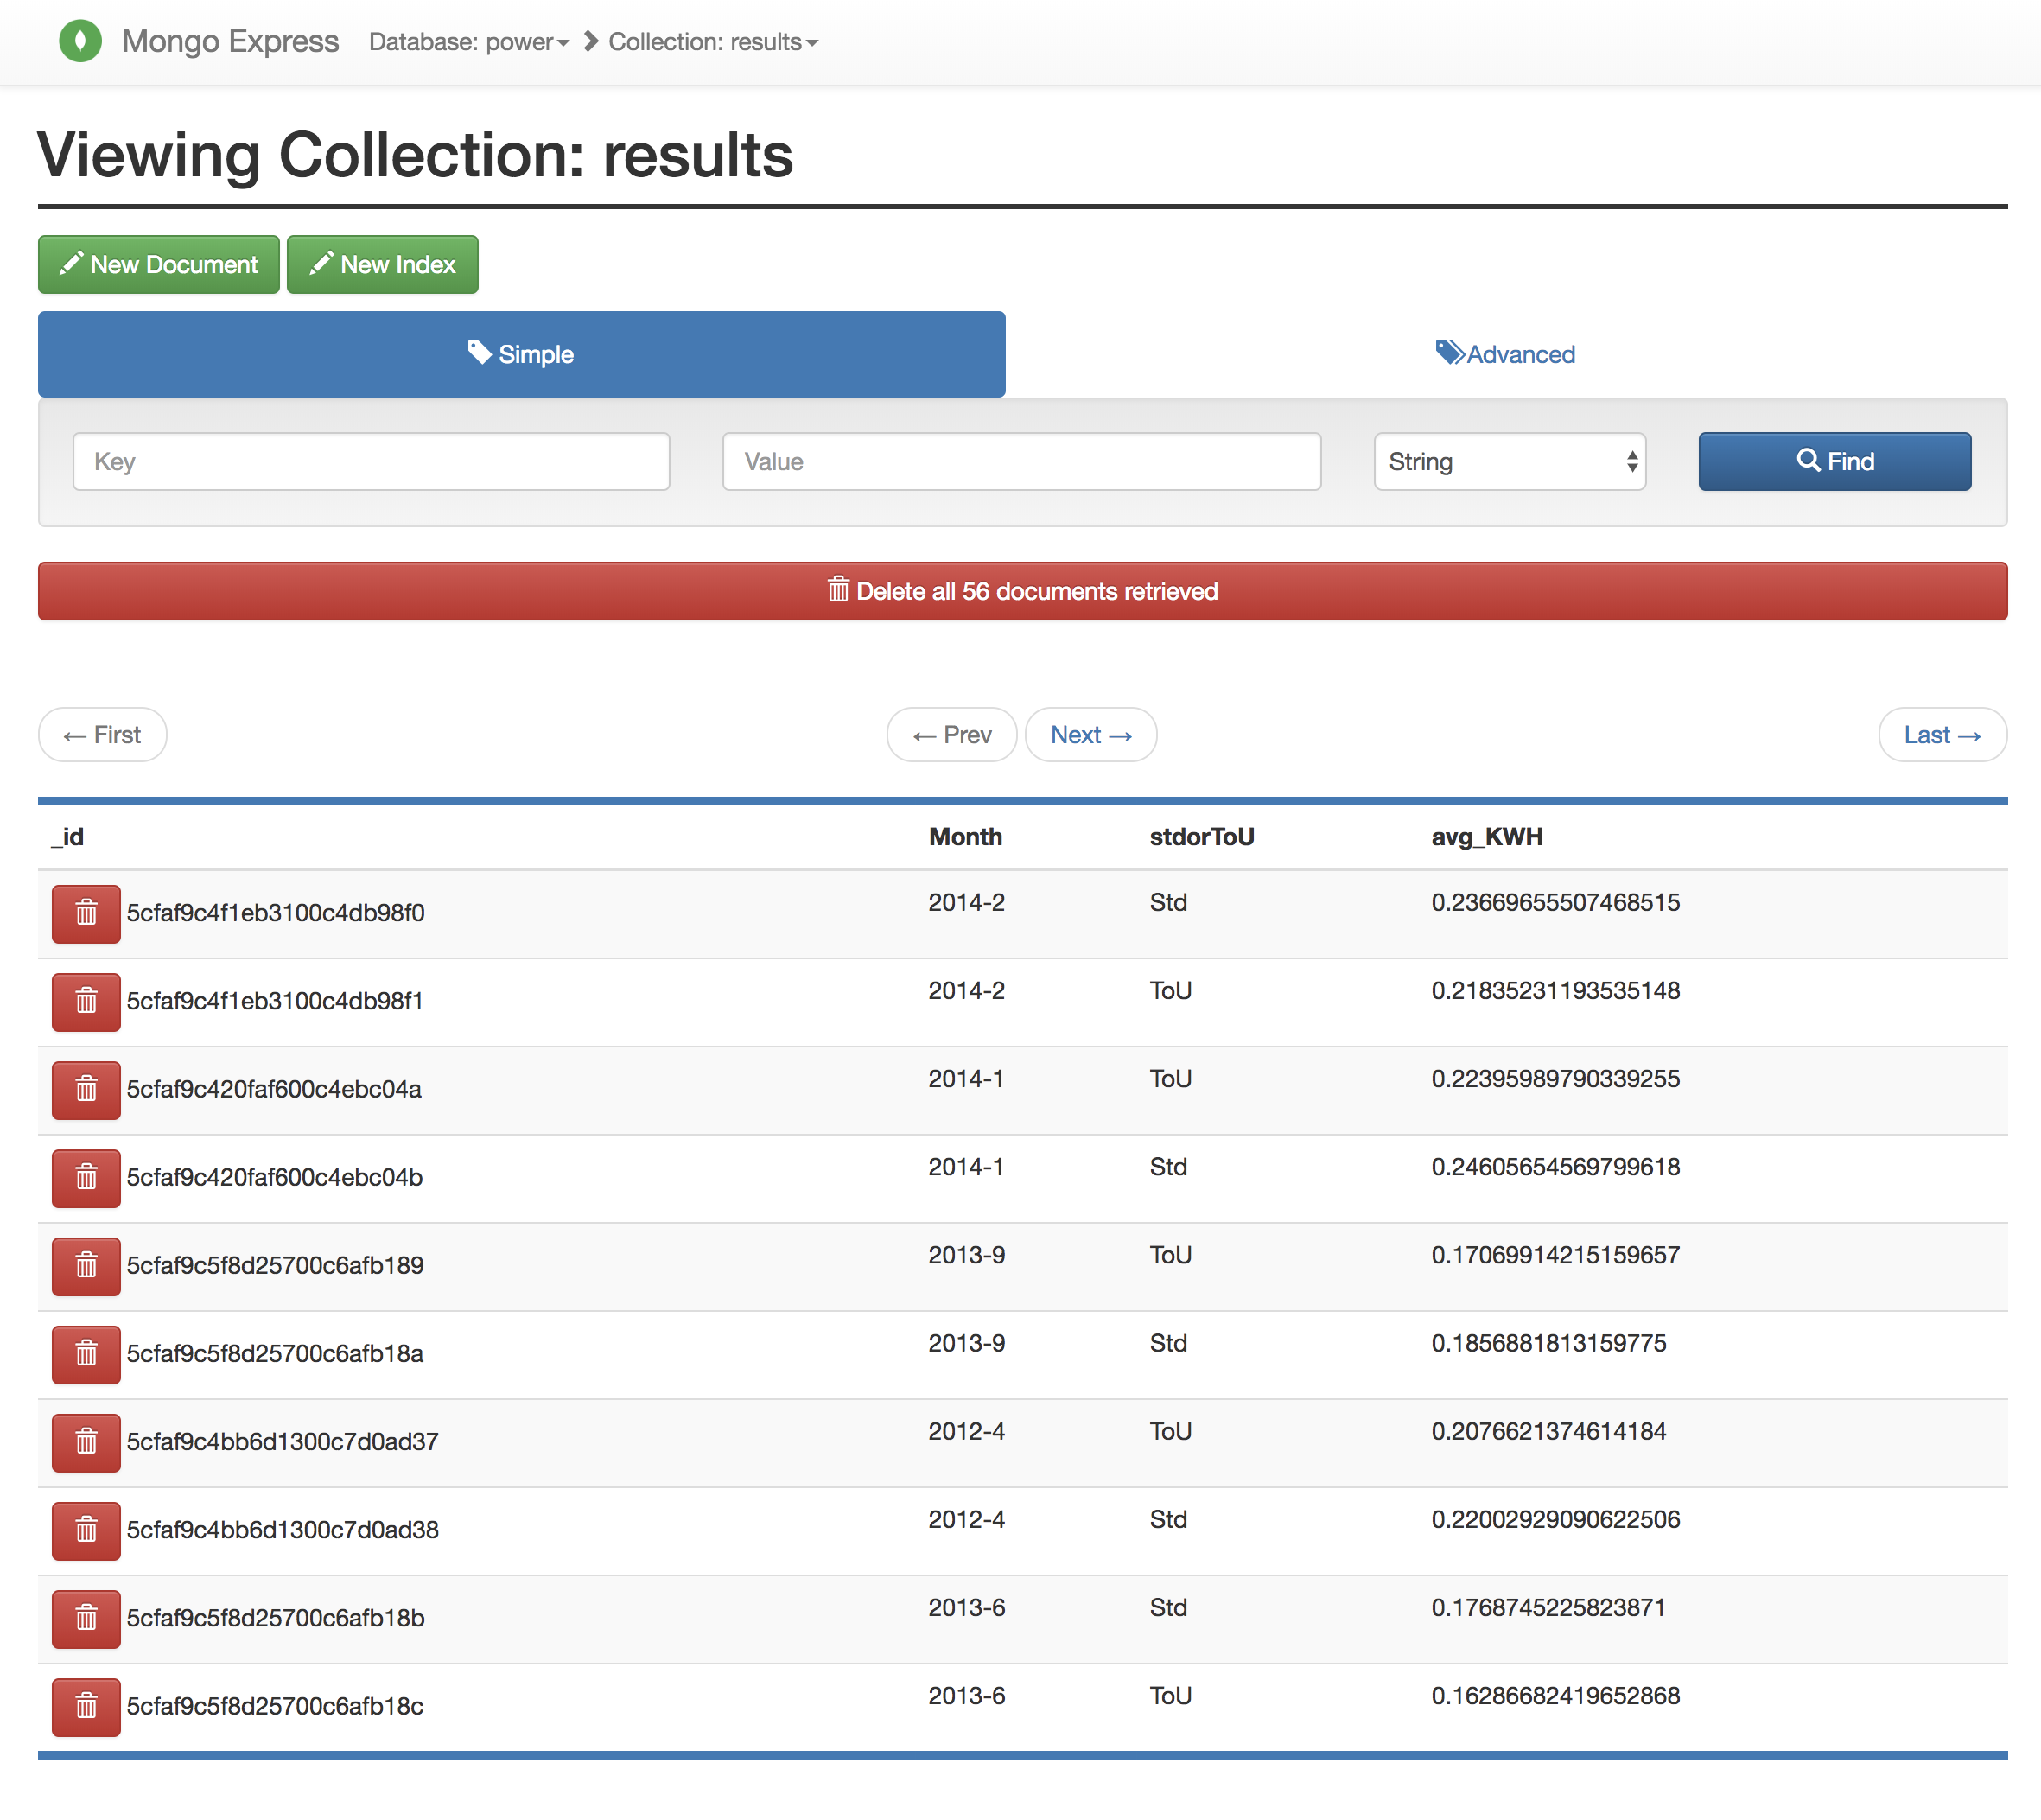 Mongo Express Database: power Collection: results
Viewing Collection: results
New Document New Index
Simple Advanced
Key Value String Find
Delete all 56 documents retrieved
← First ← Prev Next → Last →
_id Month stdorToU avg_KWH
5cfaf9c4f1eb3100c4db98f0 2014-2 Std 0.23669655507468515
5cfaf9c4f1eb3100c4db98f1 2014-2 ToU 0.21835231193535148
5cfaf9c420faf600c4ebc04a 2014-1 ToU 0.22395989790339255
5cfaf9c420faf600c4ebc04b 2014-1 Std 0.24605654569799618
5cfaf9c5f8d25700c6afb189 2013-9 ToU 0.17069914215159657
5cfaf9c5f8d25700c6afb18a 2013-9 Std 0.1856881813159775
5cfaf9c4bb6d1300c7d0ad37 2012-4 ToU 0.2076621374614184
5cfaf9c4bb6d1300c7d0ad38 2012-4 Std 0.22002929090622506
5cfaf9c5f8d25700c6afb18b 2013-6 Std 0.1768745225823871
5cfaf9c5f8d25700c6afb18c 2013-6 ToU 0.16286682419652868